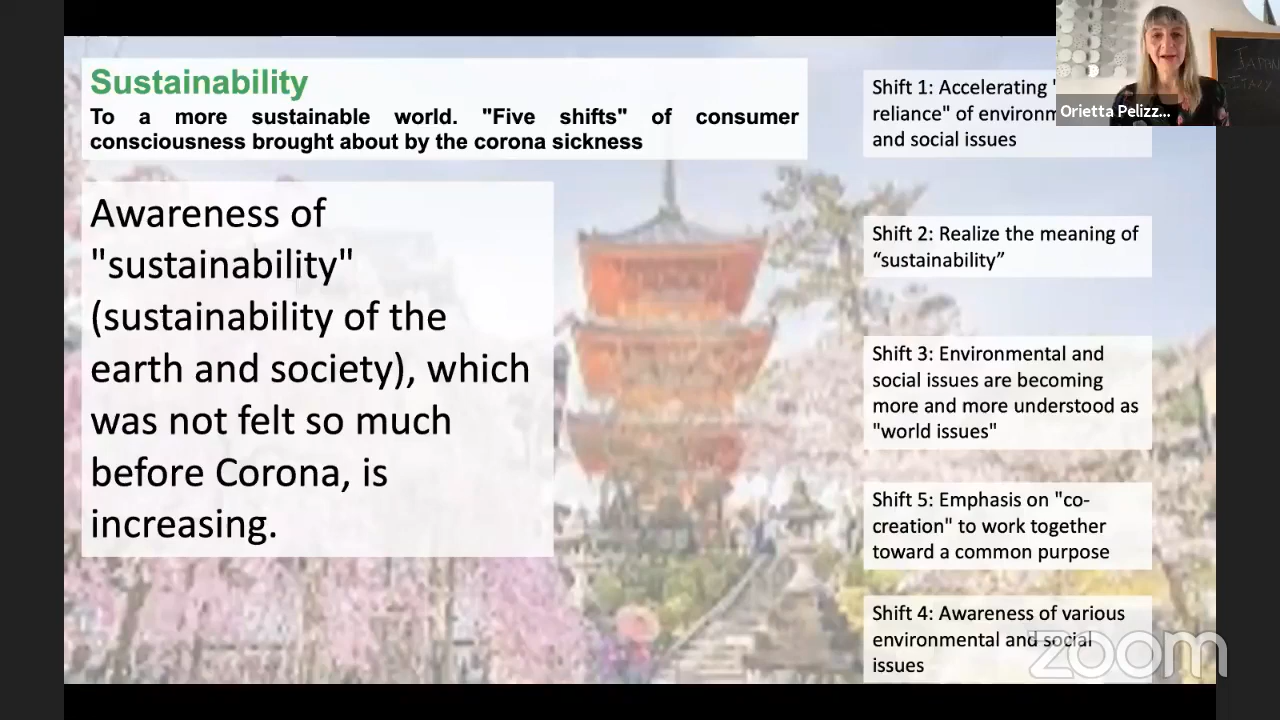 Sustainability
To a more sustainable world. "Five shifts" of consumer
consciousness brought about by the corona sickness
Awareness of
"sustainability"
(sustainability of the
earth and society), which
was not felt so much
before Corona, is
increasing.
Shift 1: Accelerating "
reliance" of environm
and social issues
Shift 2: Realize the meaning of
“sustainability”
Shift 3: Environmental and
social issues are becoming
more and more understood as
"world issues"
Shift 5: Emphasis on "co-
creation" to work together
toward a common purpose
Shift 4: Awareness of various
environmental and social
issues
Orietta Pelizz...
JAPAN
ITALY
zoom